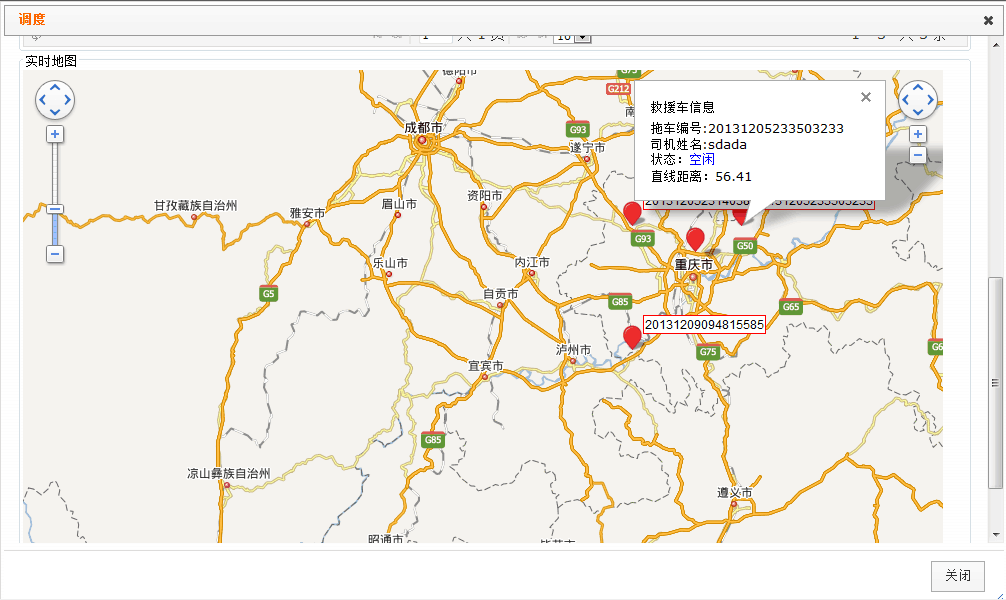 调度
实时地图
德阳市
G75
G212
救援车信息
拖车编号:20131205233503233
司机姓名:sdada
状态：空闲
直线距离：56.41
成都市
G93
遂宁市
资阳市
甘孜藏族自治州
雅安市
眉山市
20131205233503233
G93
G50
乐山市
内江市
重庆市
自贡市
G5
G85
G65
20131209094815585
泸州市
G75
宜宾市
G85
凉山彝族自治州
遵义市
昭通市
关闭